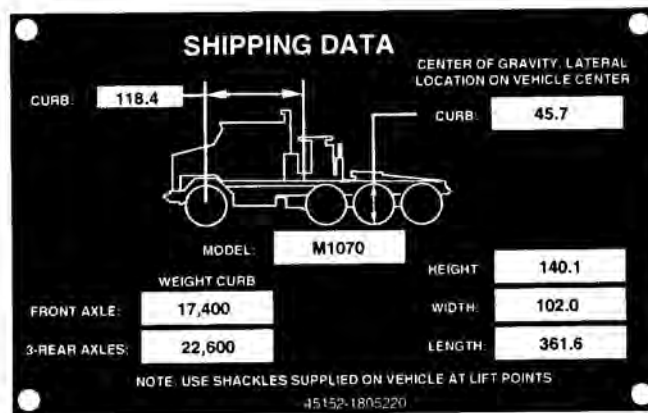 SHIPPING DATA
CENTER OF GRAVITY, LATERAL
LOCATION ON VEHICLE CENTER
CURB: 118.4
CURB: 45.7
MODEL: M1070
WEIGHT CURB
HEIGHT 140.1
FRONT AXLE: 17,400
WIDTH: 102.0
3-REAR AXLES: 22,600
LENGTH: 361.6
NOTE: USE SHACKLES SUPPLIED ON VEHICLE AT LIFT POINTS
45152-1805220